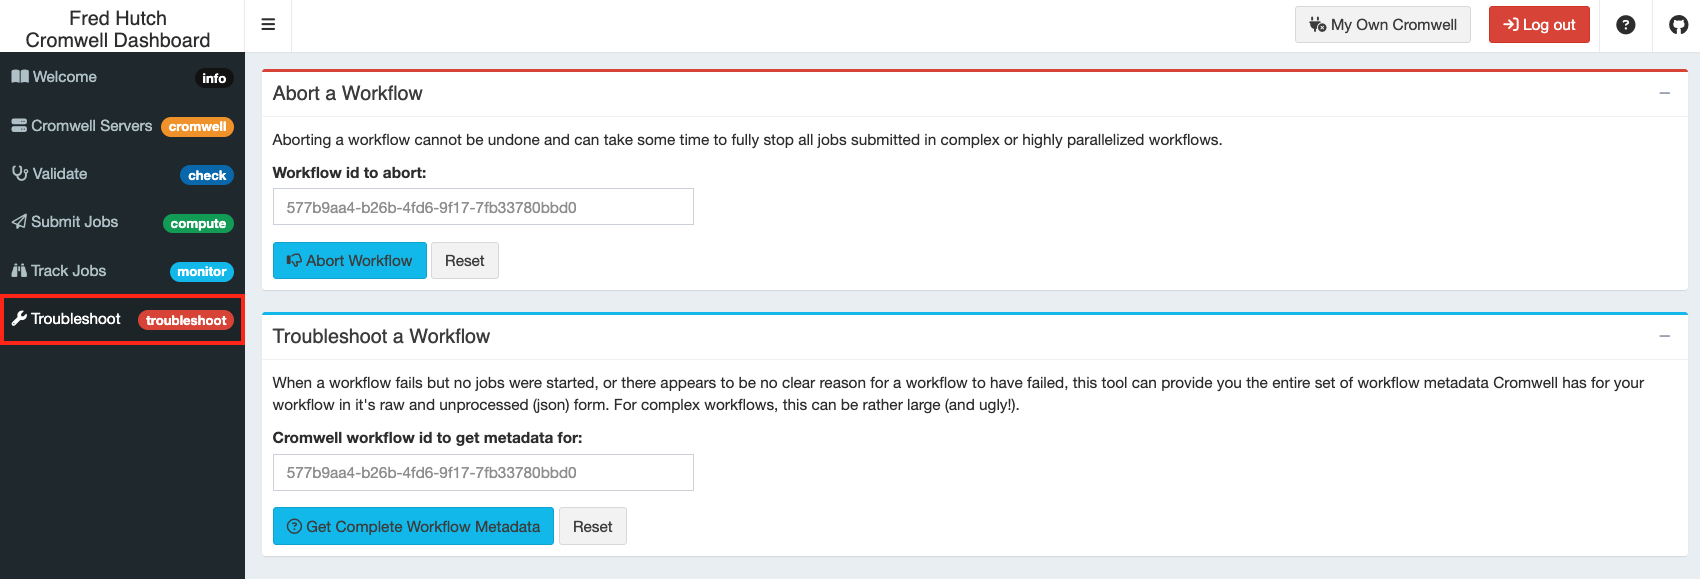 Fred Hutch
Cromwell Dashboard
My Own Cromwell
Log out
Welcome
info
Cromwell Servers
cromwell
Validate
check
Submit Jobs
compute
Track Jobs
monitor
Troubleshoot
troubleshoot
Abort a Workflow
Aborting a workflow cannot be undone and can take some time to fully stop all jobs submitted in complex or highly parallelized workflows.
Workflow id to abort:
577b9aa4-b26b-4fd6-9f17-7fb33780bbd0
Abort Workflow
Reset
Troubleshoot a Workflow
When a workflow fails but no jobs were started, or there appears to be no clear reason for a workflow to have failed, this tool can provide you the entire set of workflow metadata Cromwell has for your
workflow in it's raw and unprocessed (json) form. For complex workflows, this can be rather large (and ugly!).
Cromwell workflow id to get metadata for:
577b9aa4-b26b-4fd6-9f17-7fb33780bbd0
Get Complete Workflow Metadata
Reset